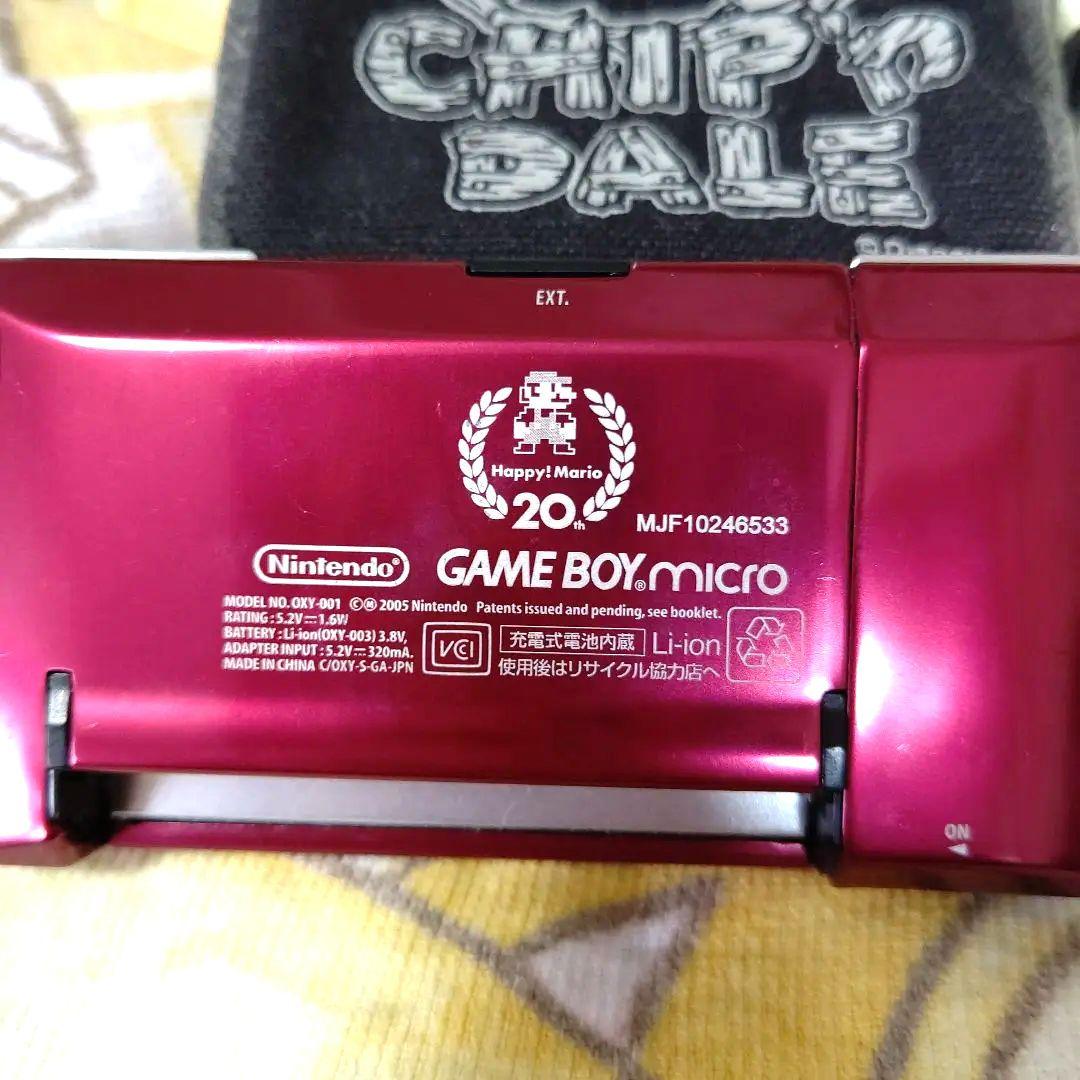 CHIP'n
DALE
EXT.
Happy! Mario
20th
MJF10246533
Nintendo®
GAME BOY® micro
MODEL NO. OXY-001 ©Ⓜ 2005 Nintendo Patents issued and pending, see booklet.
RATING : 5.2V⎓1.6W
BATTERY : Li-ion(OXY-003) 3.8V,
ADAPTER INPUT : 5.2V⎓320mA.
MADE IN CHINA C/OXY-S-GA-JPN
VCI
充電式電池内蔵 Li-ion
使用後はリサイクル協力店へ
ON